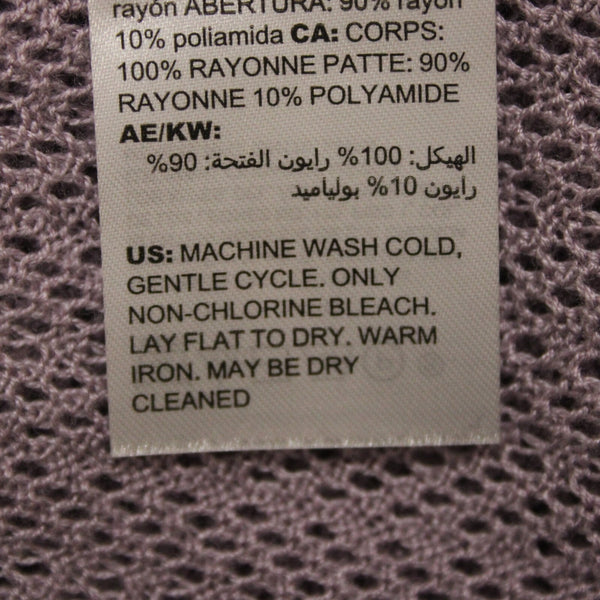 rayón ABERTURA: 90% rayón
10% poliamida CA: CORPS:
100% RAYONNE PATTE: 90%
RAYONNE 10% POLYAMIDE
AE/KW:
الهيكل: 100% رايون الفتحة: 90%
رايون 10% بولياميد
US: MACHINE WASH COLD,
GENTLE CYCLE. ONLY
NON-CHLORINE BLEACH.
LAY FLAT TO DRY. WARM
IRON. MAY BE DRY
CLEANED